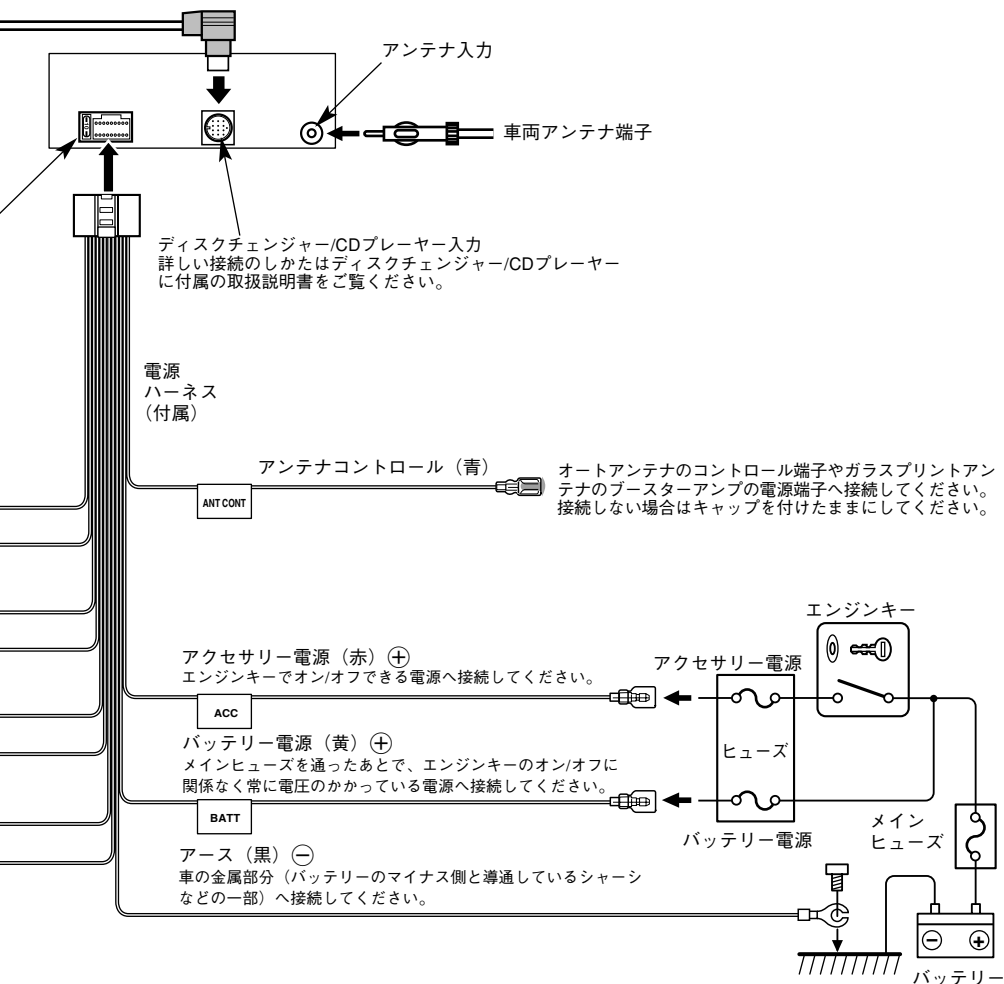 アンテナ入力
車両アンテナ端子
ディスクチェンジャー/CDプレーヤー入力
詳しい接続のしかたはディスクチェンジャー/CDプレーヤー
に付属の取扱説明書をご覧ください。
電源
ハーネス
（付属）
アンテナコントロール（青）
ANT CONT
オートアンテナのコントロール端子やガラスプリントアン
テナのブースターアンプの電源端子へ接続してください。
接続しない場合はキャップを付けたままにしてください。
エンジンキー
アクセサリー電源（赤）⊕
エンジンキーでオン/オフできる電源へ接続してください。
ACC
アクセサリー電源
ヒューズ
バッテリー電源（黄）⊕
メインヒューズを通ったあとで、エンジンキーのオン/オフに
関係なく常に電圧のかかっている電源へ接続してください。
BATT
バッテリー電源
メイン
ヒューズ
アース（黒）⊖
車の金属部分（バッテリーのマイナス側と導通しているシャーシ
などの一部）へ接続してください。
⊖ ⊕
バッテリー